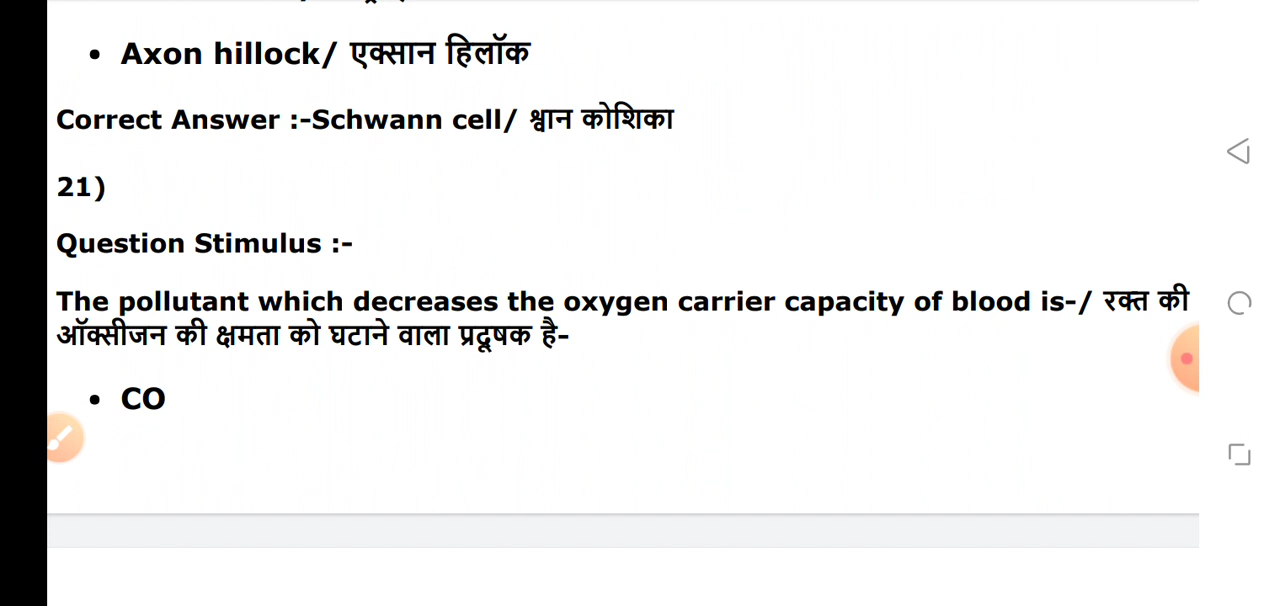 • Axon hillock/ एक्सान हिलॉक
Correct Answer :-Schwann cell/ श्वान कोशिका
21)
Question Stimulus :-
The pollutant which decreases the oxygen carrier capacity of blood is-/ रक्त की
ऑक्सीजन की क्षमता को घटाने वाला प्रदूषक है-
• CO